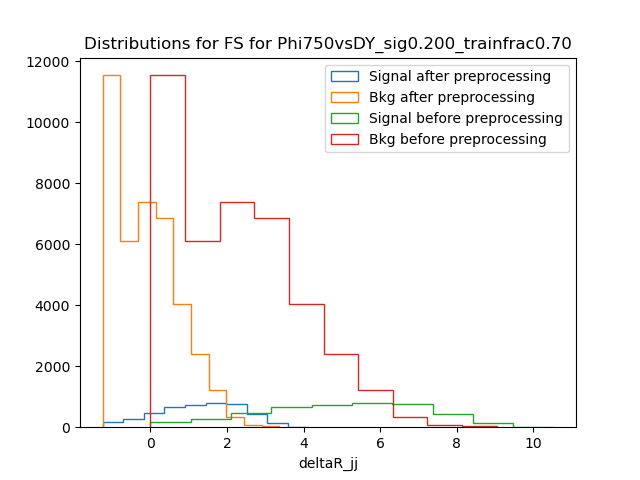 Distributions for FS for Phi750vsDY_sig0.200_trainfrac0.70
Signal after preprocessing
Bkg after preprocessing
Signal before preprocessing
Bkg before preprocessing
12000
10000
8000
6000
4000
2000
0
0 2 4 6 8 10
deltaR_jj